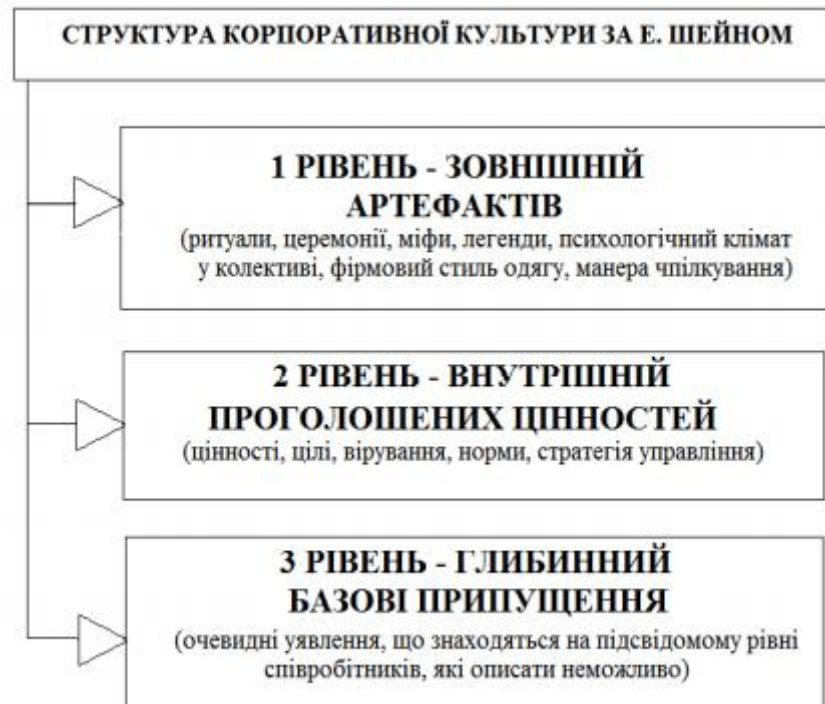 СТРУКТУРА КОРПОРАТИВНОЇ КУЛЬТУРИ ЗА Е. ШЕЙНОМ
1 РІВЕНЬ - ЗОВНІШНІЙ
АРТЕФАКТІВ
(ритуали, церемонії, міфи, легенди, психологічний клімат
у колективі, фірмовий стиль одягу, манера чпілкування)
2 РІВЕНЬ - ВНУТРІШНІЙ
ПРОГОЛОШЕНИХ ЦІННОСТЕЙ
(цінності, цілі, вірування, норми, стратегія управління)
3 РІВЕНЬ - ГЛИБИННИЙ
БАЗОВІ ПРИПУЩЕННЯ
(очевидні уявлення, що знаходяться на підсвідомому рівні
співробітників, які описати неможливо)